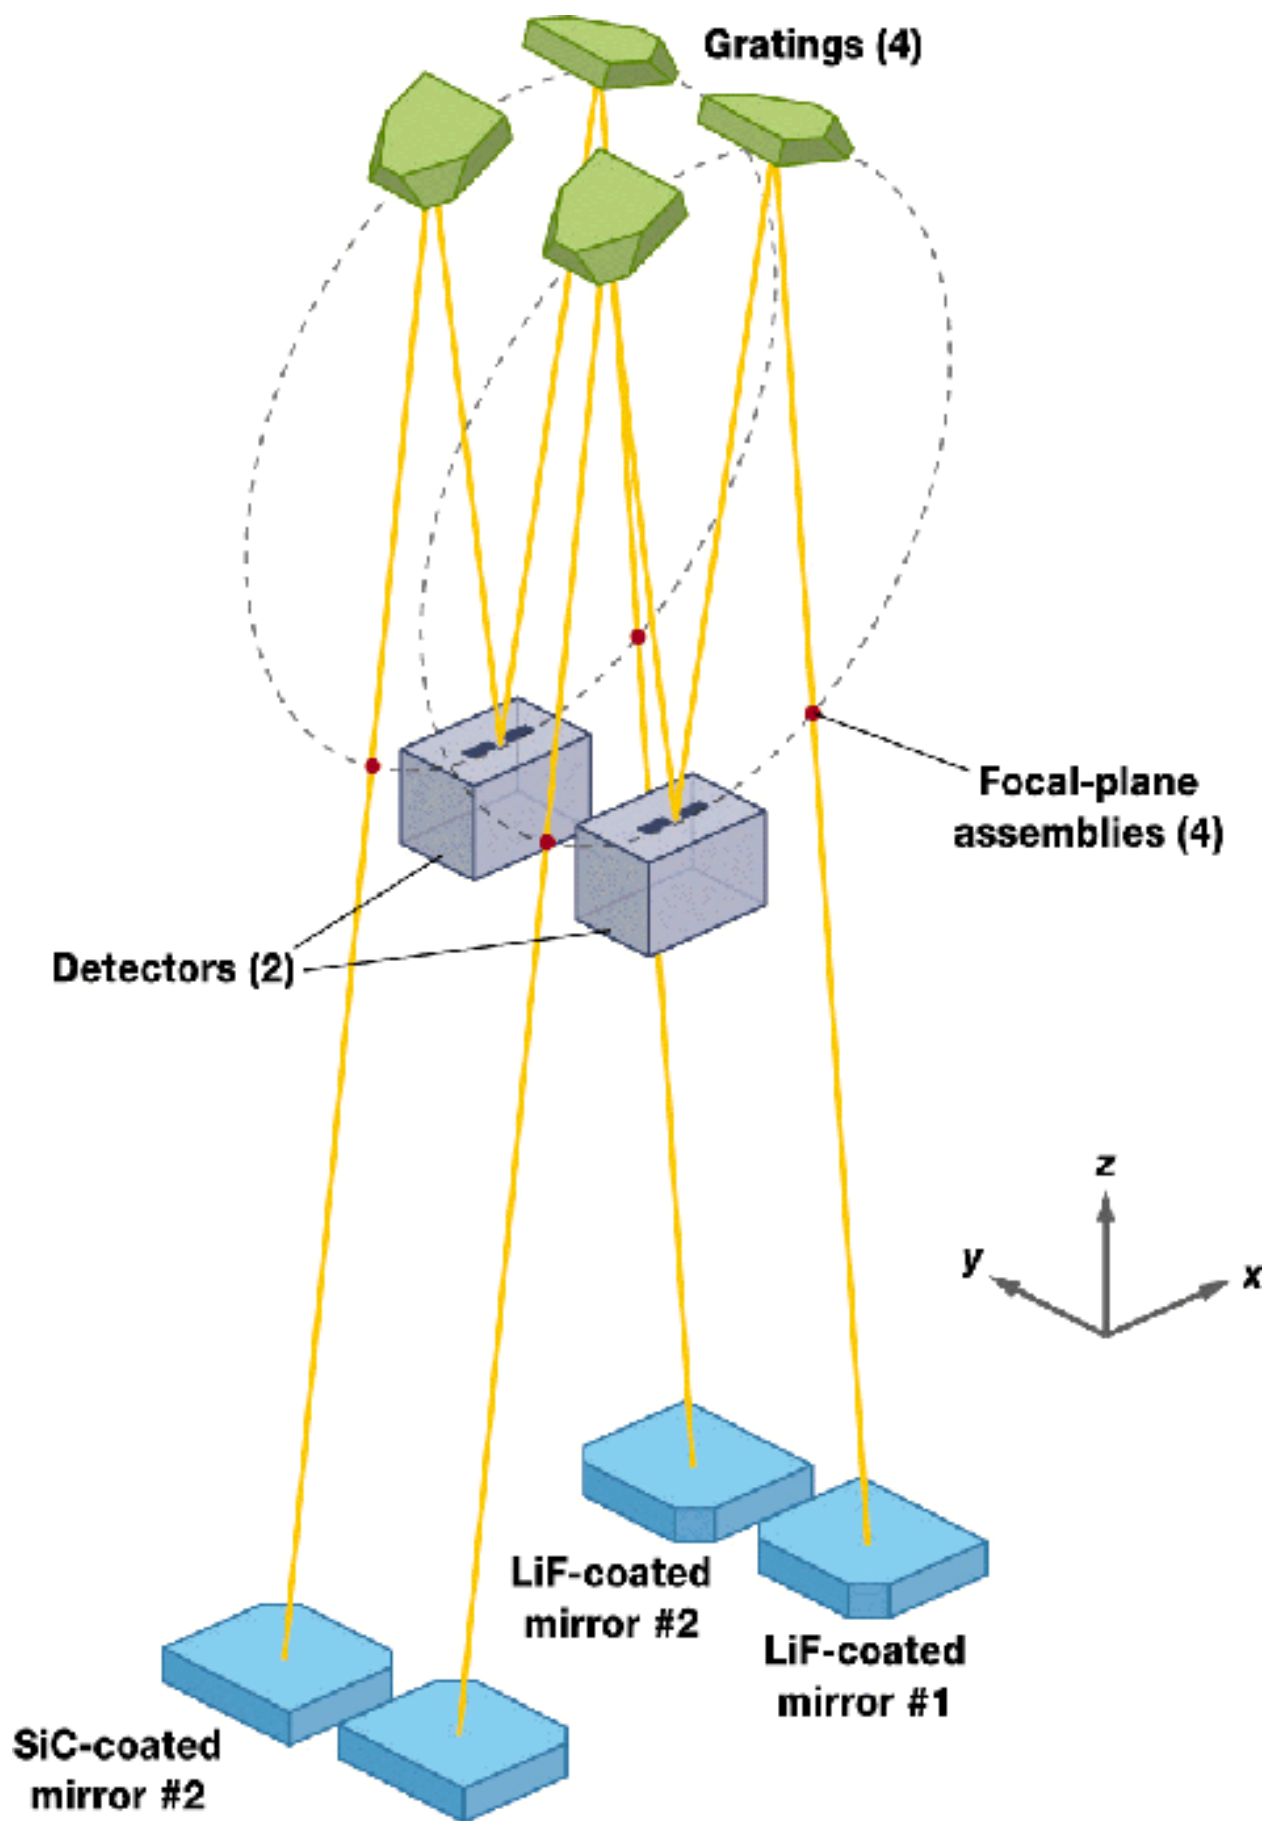 Gratings (4)
Focal-plane
assemblies (4)
Detectors (2)
z
y
x
LiF-coated
mirror #2
LiF-coated
mirror #1
SiC-coated
mirror #2